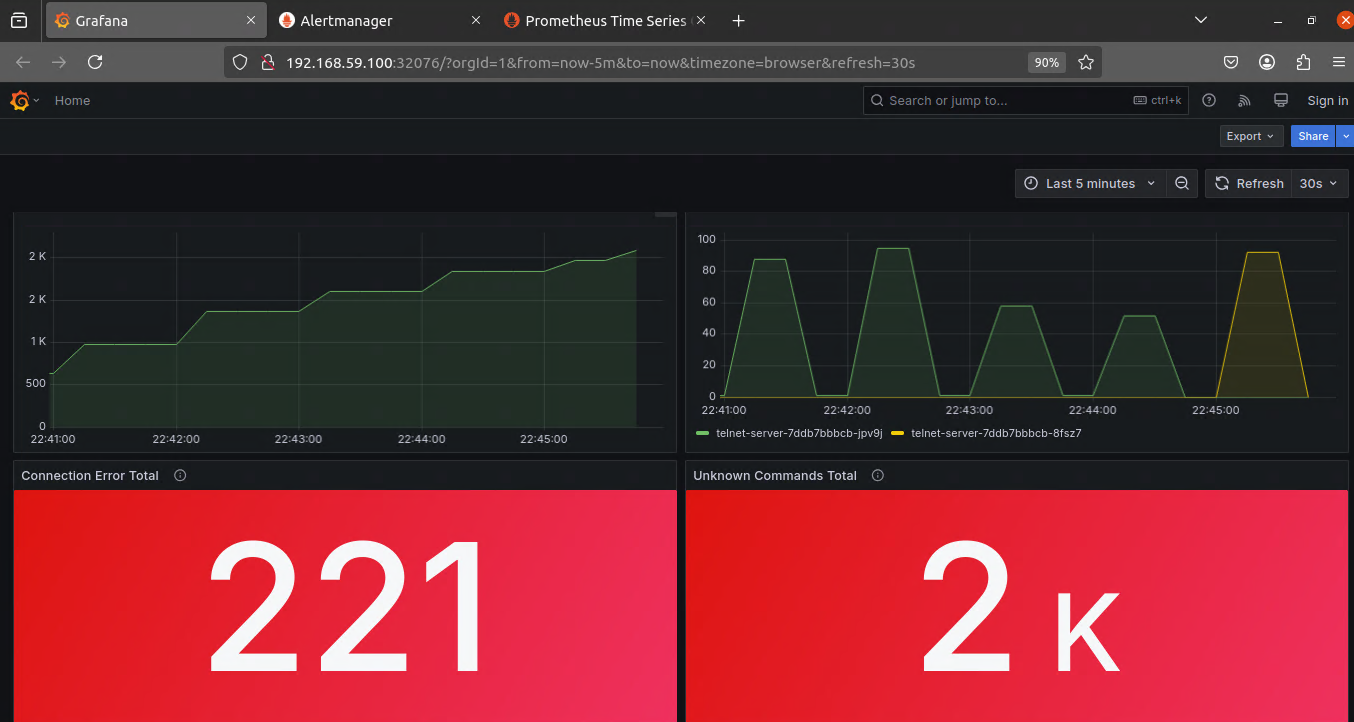 Grafana
Alertmanager
Prometheus Time Series
192.168.59.100:32076/?orgId=1&from=now-5m&to=now&timezone=browser&refresh=30s
90%
Home
Search or jump to...
ctrl+k
Sign in
Export
Share
Last 5 minutes
Refresh
30s
2 K
2 K
1 K
500
0
22:41:00
22:42:00
22:43:00
22:44:00
22:45:00
100
80
60
40
20
0
22:41:00
22:42:00
22:43:00
22:44:00
22:45:00
telnet-server-7ddb7bbbcb-jpv9j
telnet-server-7ddb7bbbcb-8fsz7
Connection Error Total
Unknown Commands Total
221
2 K